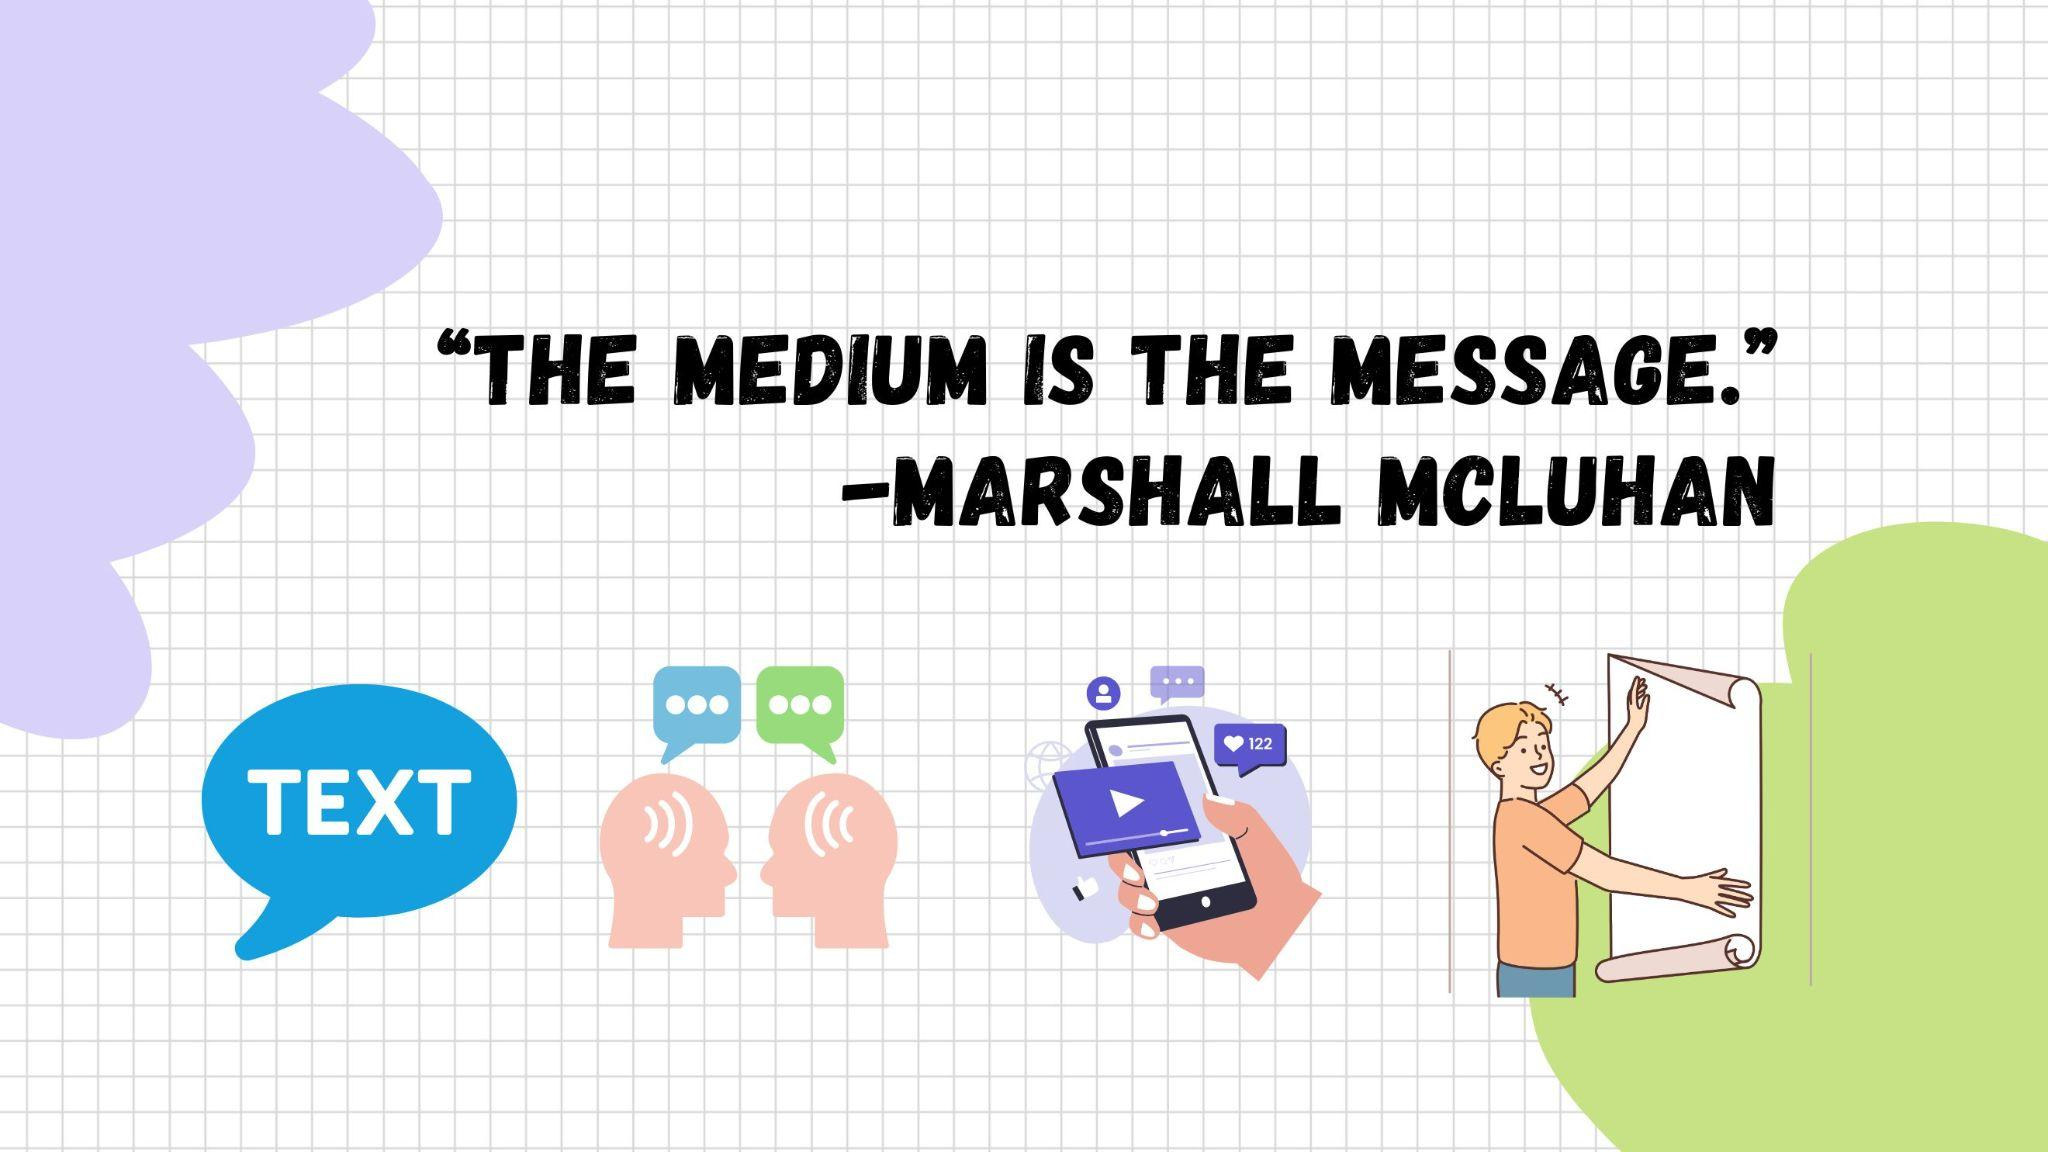 “THE MEDIUM IS THE MESSAGE.”
–MARSHALL MCLUHAN
TEXT
122